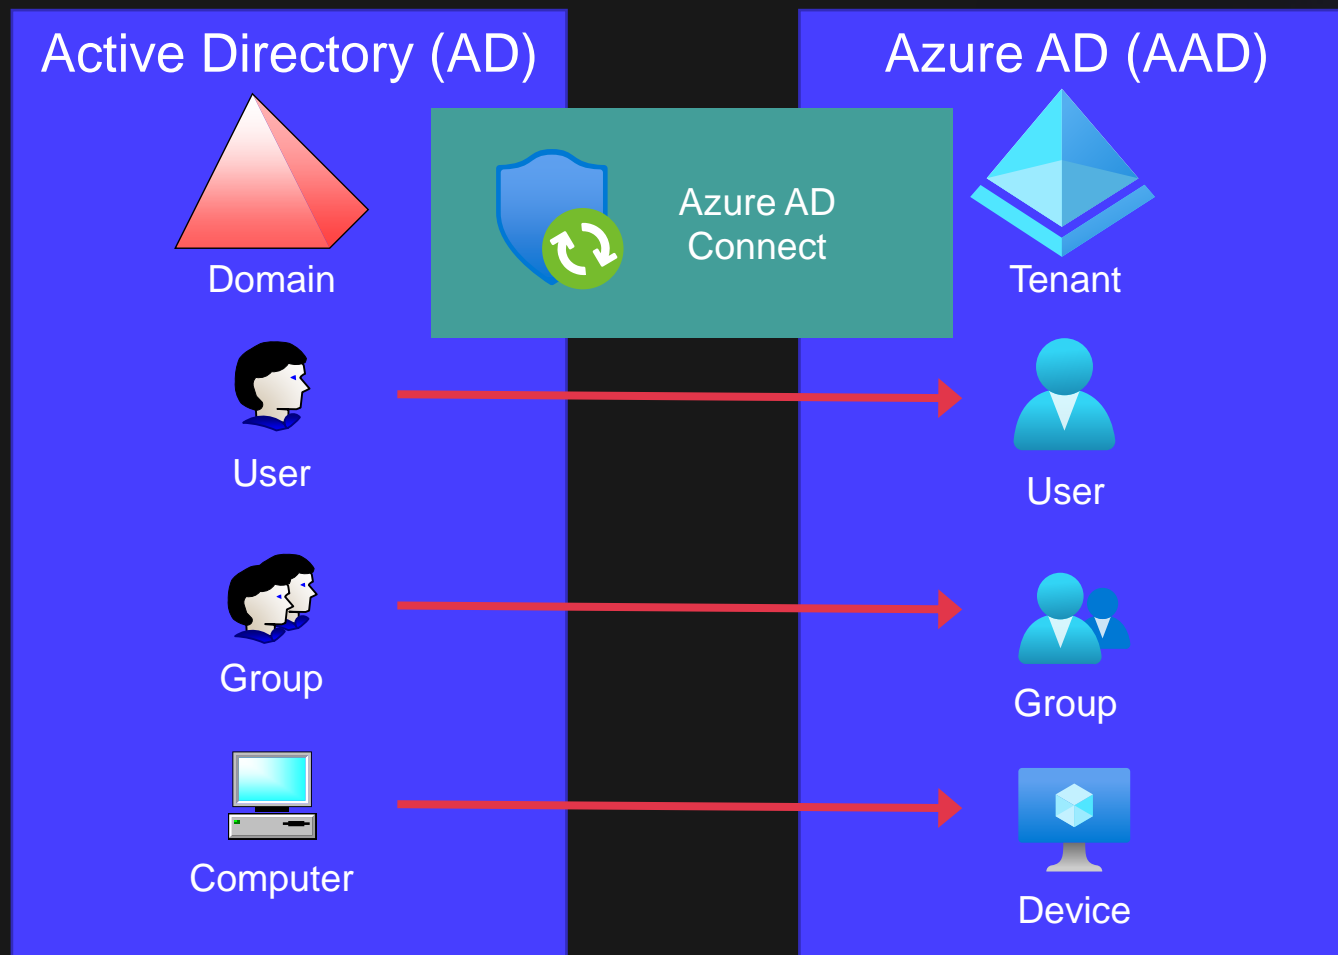 Active Directory (AD)
Azure AD (AAD)
Azure AD
Connect
Domain
Tenant
User
User
Group
Group
Computer
Device